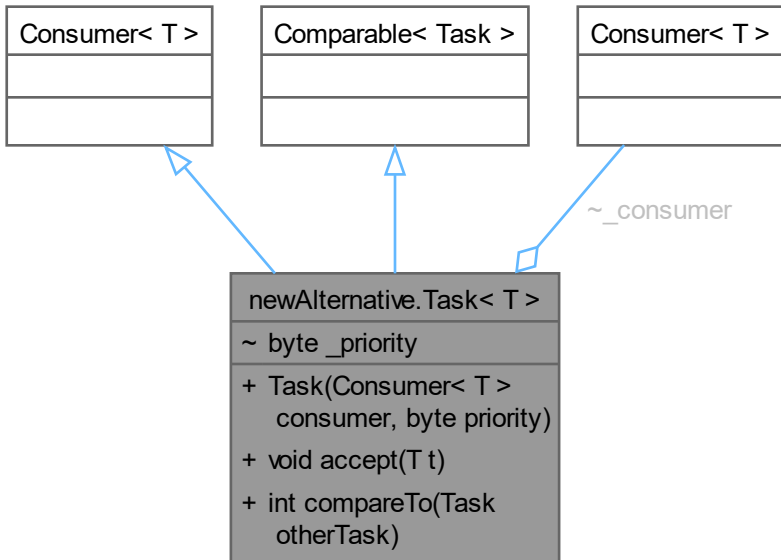 Consumer< T >
Comparable< Task >
Consumer< T >
~_consumer
newAlternative.Task< T >
~ byte _priority
+ Task(Consumer< T >
consumer, byte priority)
+ void accept(T t)
+ int compareTo(Task
otherTask)